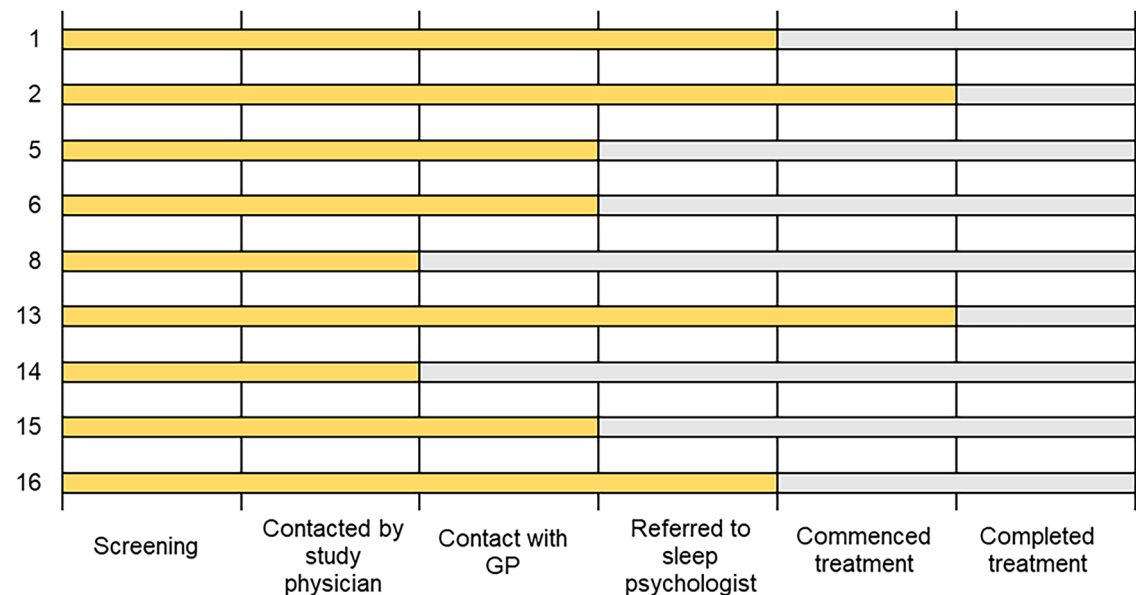 1
2
5
6
8
13
14
15
16
Screening
Contacted by
study
physician
Contact with
GP
Referred to
sleep
psychologist
Commenced
treatment
Completed
treatment